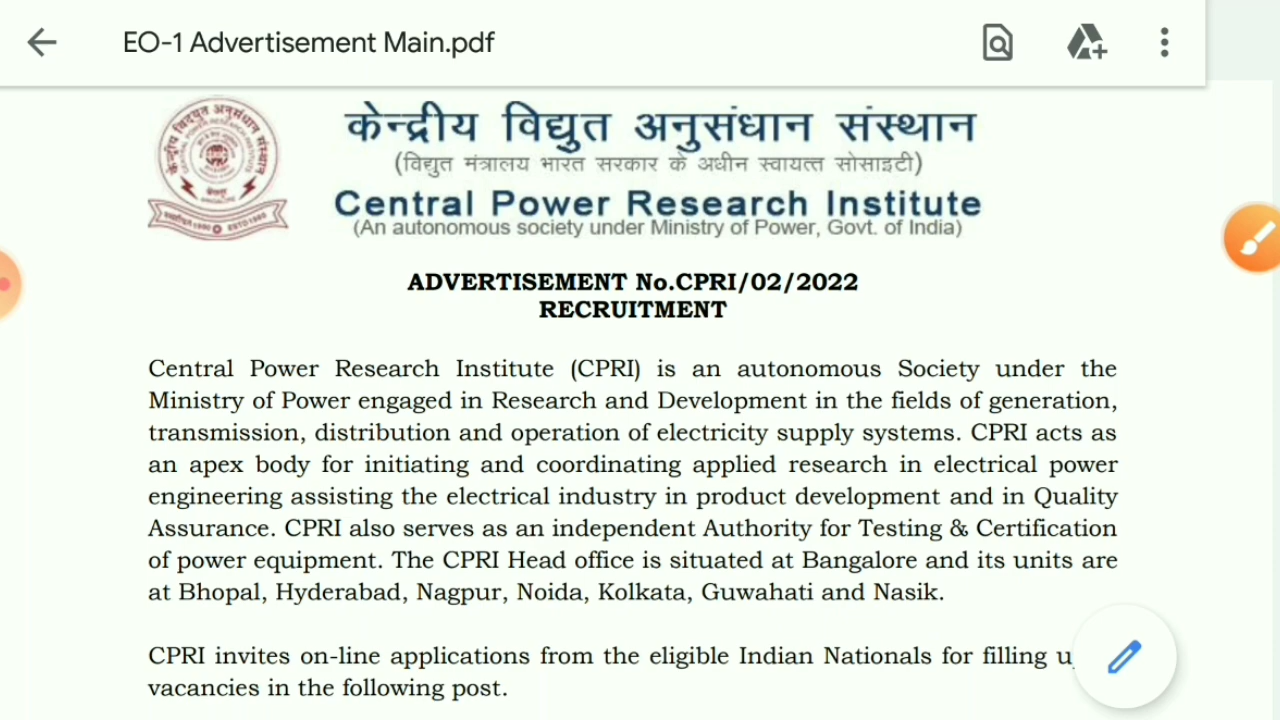 EO-1 Advertisement Main.pdf
केन्द्रीय विद्युत अनुसंधान संस्थान
(विद्युत मंत्रालय भारत सरकार के अधीन स्वायत्त सोसाइटी)
Central Power Research Institute
(An autonomous society under Ministry of Power, Govt. of India)
ADVERTISEMENT No.CPRI/02/2022
RECRUITMENT
Central Power Research Institute (CPRI) is an autonomous Society under the
Ministry of Power engaged in Research and Development in the fields of generation,
transmission, distribution and operation of electricity supply systems. CPRI acts as
an apex body for initiating and coordinating applied research in electrical power
engineering assisting the electrical industry in product development and in Quality
Assurance. CPRI also serves as an independent Authority for Testing & Certification
of power equipment. The CPRI Head office is situated at Bangalore and its units are
at Bhopal, Hyderabad, Nagpur, Noida, Kolkata, Guwahati and Nasik.
CPRI invites on-line applications from the eligible Indian Nationals for filling
vacancies in the following post.